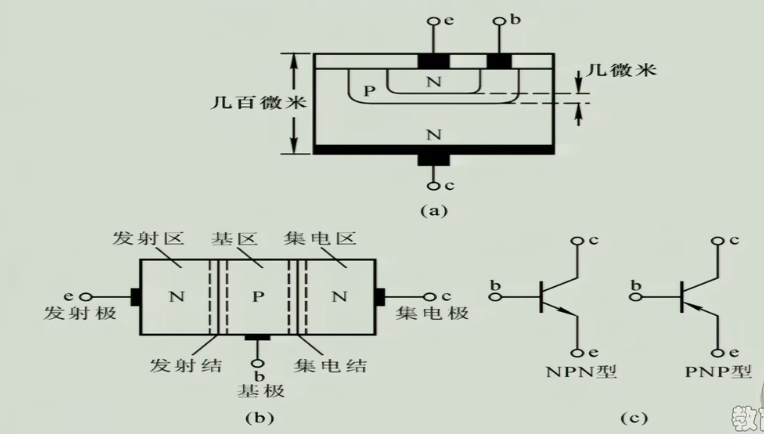 e b
几微米
P N
几百微米
N
c
(a)
发射区 基区 集电区
e N P N c
发射极 集电极
发射结 b 集电结
基极
(b)
c c
b b
e e
NPN型 PNP型
(c)